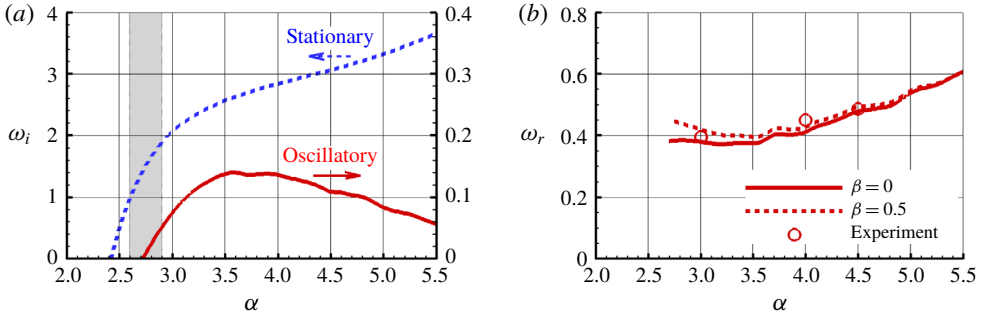 (a)
4
3
2
1
0
ω_i
Stationary
Oscillatory
0.4
0.3
0.2
0.1
0
2.0 2.5 3.0 3.5 4.0 4.5 5.0 5.5
α
(b)
0.8
0.6
0.4
0.2
0
ω_r
β = 0
β = 0.5
Experiment
2.0 2.5 3.0 3.5 4.0 4.5 5.0 5.5
α